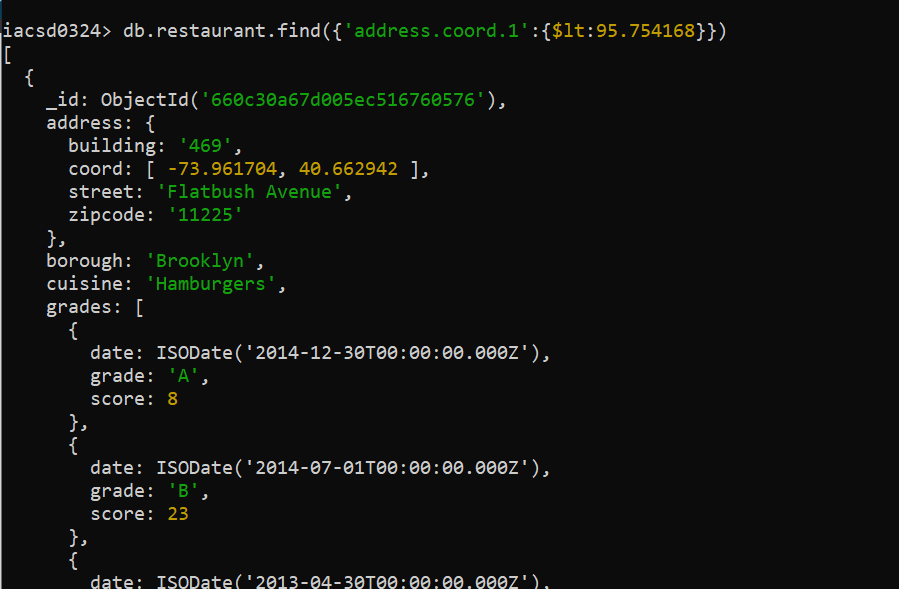 iacsd0324> db.restaurant.find({'address.coord.1':{$lt:95.754168}})
[
  {
    _id: ObjectId('660c30a67d005ec516760576'),
    address: {
      building: '469',
      coord: [ -73.961704, 40.662942 ],
      street: 'Flatbush Avenue',
      zipcode: '11225'
    },
    borough: 'Brooklyn',
    cuisine: 'Hamburgers',
    grades: [
      {
        date: ISODate('2014-12-30T00:00:00.000Z'),
        grade: 'A',
        score: 8
      },
      {
        date: ISODate('2014-07-01T00:00:00.000Z'),
        grade: 'B',
        score: 23
      },
      {
        date: ISODate('2013-04-30T00:00:00.000Z'),